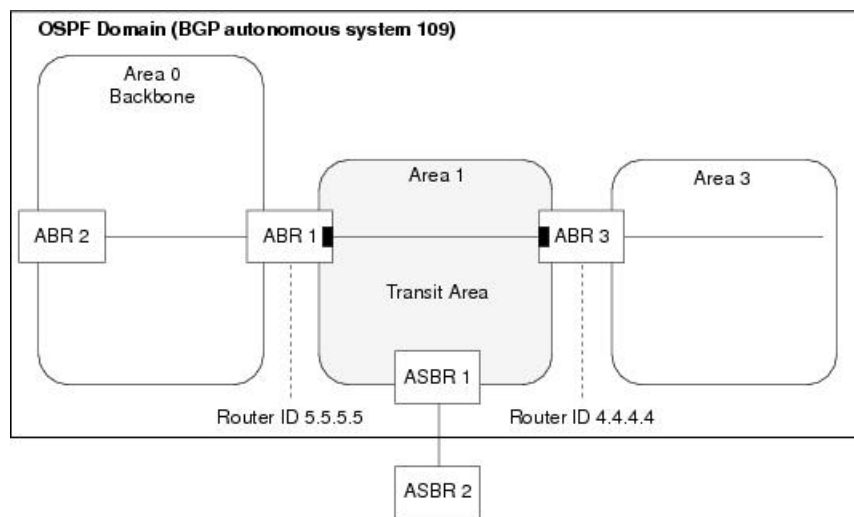 OSPF Domain (BGP autonomous system 109)
Area 0
Backbone
Area 1
Area 3
ABR 2
ABR 1
ABR 3
Transit Area
ASBR 1
Router ID 5.5.5.5
Router ID 4.4.4.4
ASBR 2